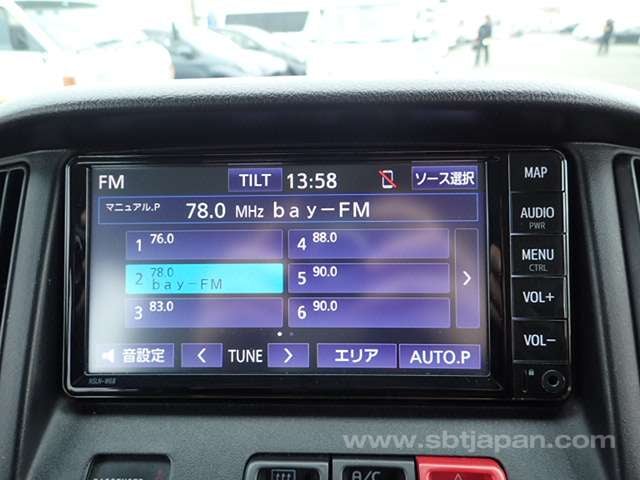 FM TILT 13:58 ソース選択 MAP
マニュアル.P 78.0 MHz bay-FM
AUDIO
PWR
1 76.0 4 88.0
MENU
CTRL
2 78.0 bay-FM 5 90.0
VOL+
3 83.0 6 90.0
音設定 < TUNE > エリア AUTO.P
VOL-
NSLN-W68
www.sbtjapan.com
PASSENGER
A/C